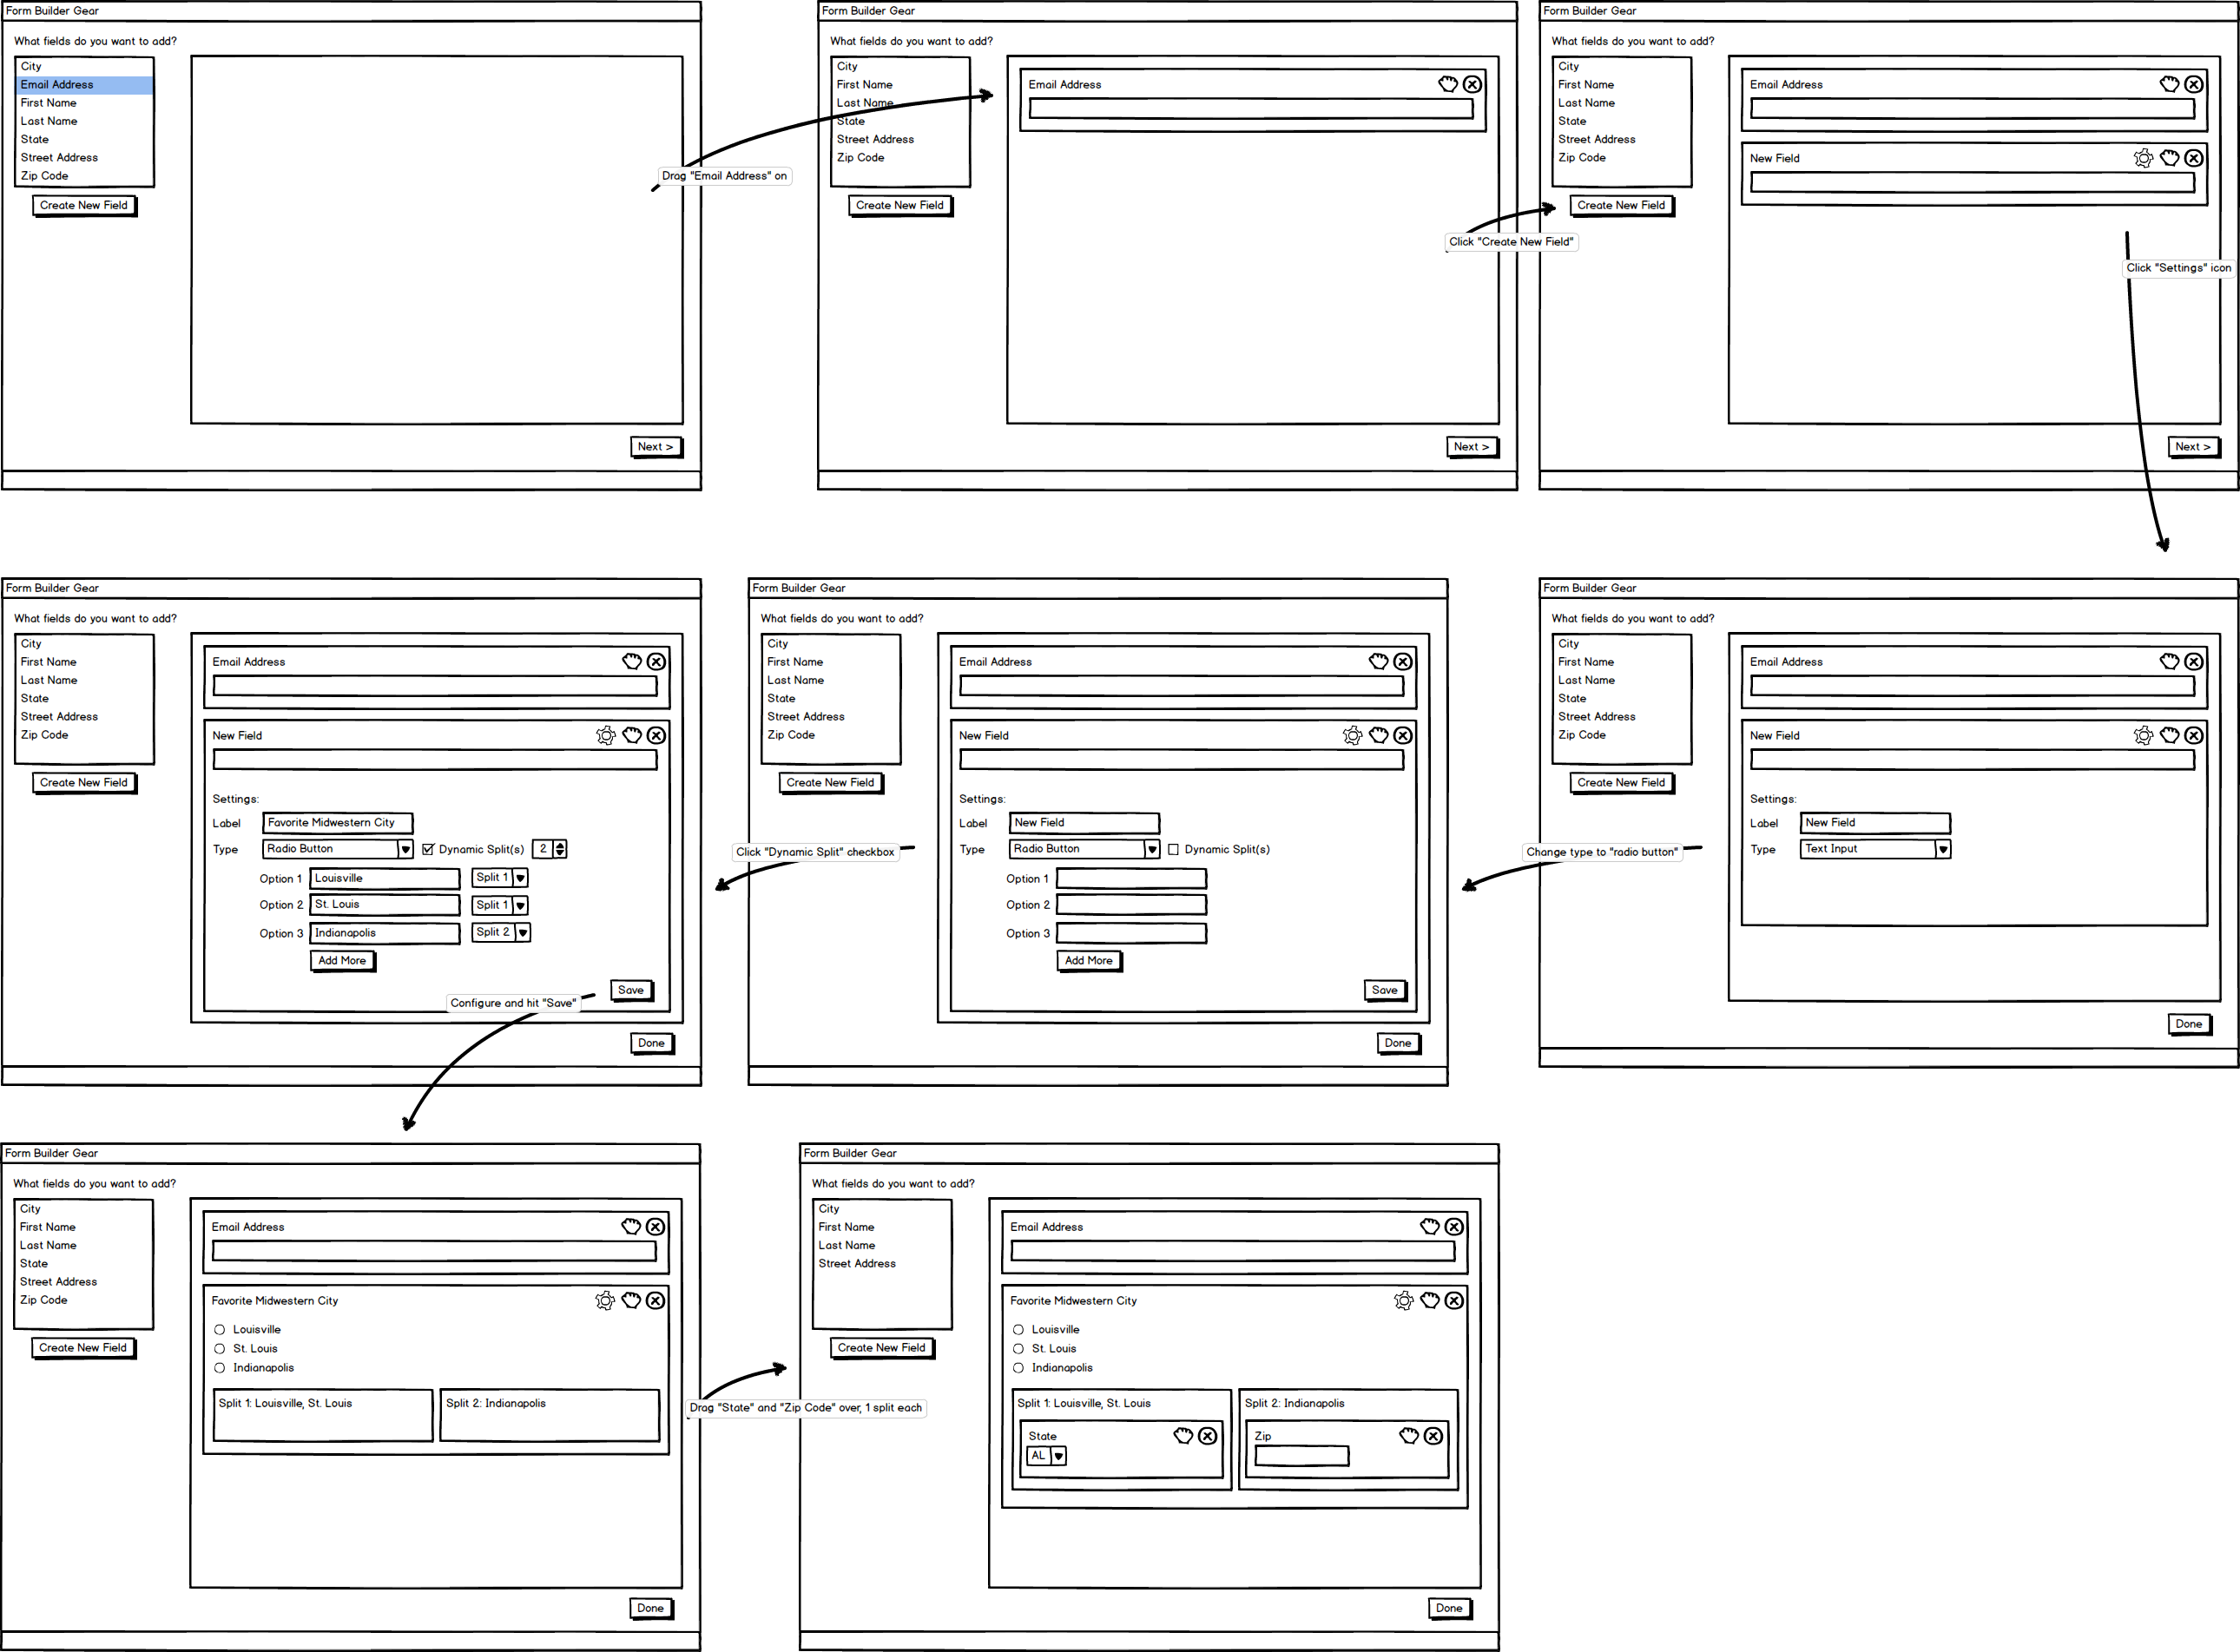 Form Builder Gear
What fields do you want to add?
City
Email Address
First Name
Last Name
State
Street Address
Zip Code
Create New Field
Next >
Drag "Email Address" on
Form Builder Gear
What fields do you want to add?
City
First Name
Last Name
State
Street Address
Zip Code
Create New Field
Email Address
Next >
Click "Create New Field"
Form Builder Gear
What fields do you want to add?
City
First Name
Last Name
State
Street Address
Zip Code
Create New Field
Email Address
New Field
Next >
Click "Settings" icon
Form Builder Gear
What fields do you want to add?
City
First Name
Last Name
State
Street Address
Zip Code
Create New Field
Email Address
New Field
Settings:
Label New Field
Type Text Input
Done
Change type to "radio button"
Form Builder Gear
What fields do you want to add?
City
First Name
Last Name
State
Street Address
Zip Code
Create New Field
Email Address
New Field
Settings:
Label New Field
Type Radio Button Dynamic Split(s)
Option 1
Option 2
Option 3
Add More
Save
Done
Click "Dynamic Split" checkbox
Form Builder Gear
What fields do you want to add?
City
First Name
Last Name
State
Street Address
Zip Code
Create New Field
Email Address
New Field
Settings:
Label Favorite Midwestern City
Type Radio Button Dynamic Split(s) 2
Option 1 Louisville Split 1
Option 2 St. Louis Split 1
Option 3 Indianapolis Split 2
Add More
Save
Done
Configure and hit "Save"
Form Builder Gear
What fields do you want to add?
City
First Name
Last Name
State
Street Address
Zip Code
Create New Field
Email Address
Favorite Midwestern City
Louisville
St. Louis
Indianapolis
Split 1: Louisville, St. Louis
Split 2: Indianapolis
Done
Drag "State" and "Zip Code" over, 1 split each
Form Builder Gear
What fields do you want to add?
City
First Name
Last Name
Street Address
Create New Field
Email Address
Favorite Midwestern City
Louisville
St. Louis
Indianapolis
Split 1: Louisville, St. Louis
State
AL
Split 2: Indianapolis
Zip
Done